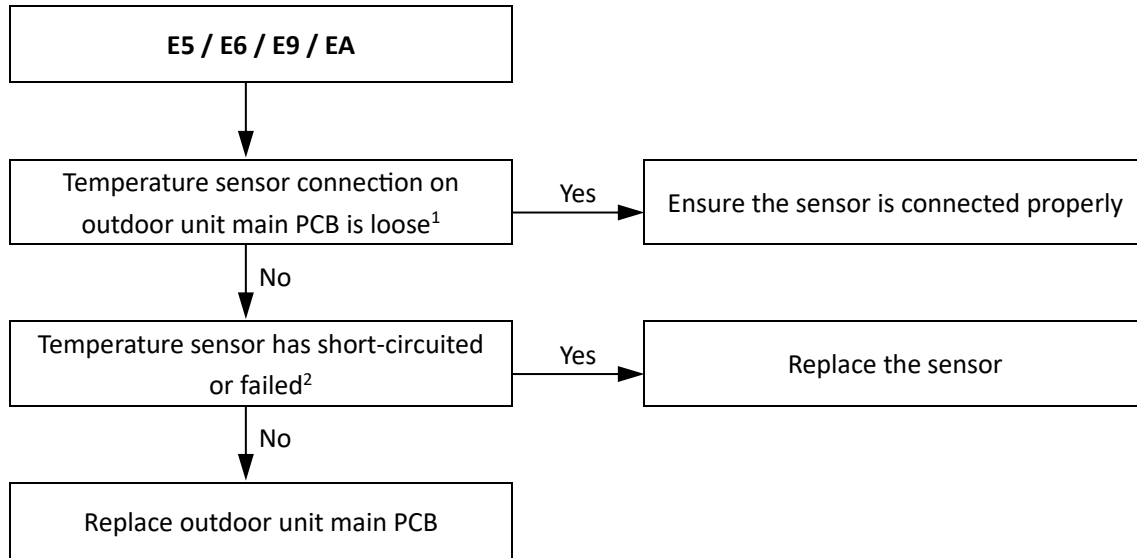 E5 / E6 / E9 / EA
Temperature sensor connection on
outdoor unit main PCB is loose¹
Yes
Ensure the sensor is connected properly
No
Temperature sensor has short-circuited
or failed²
Yes
Replace the sensor
No
Replace outdoor unit main PCB